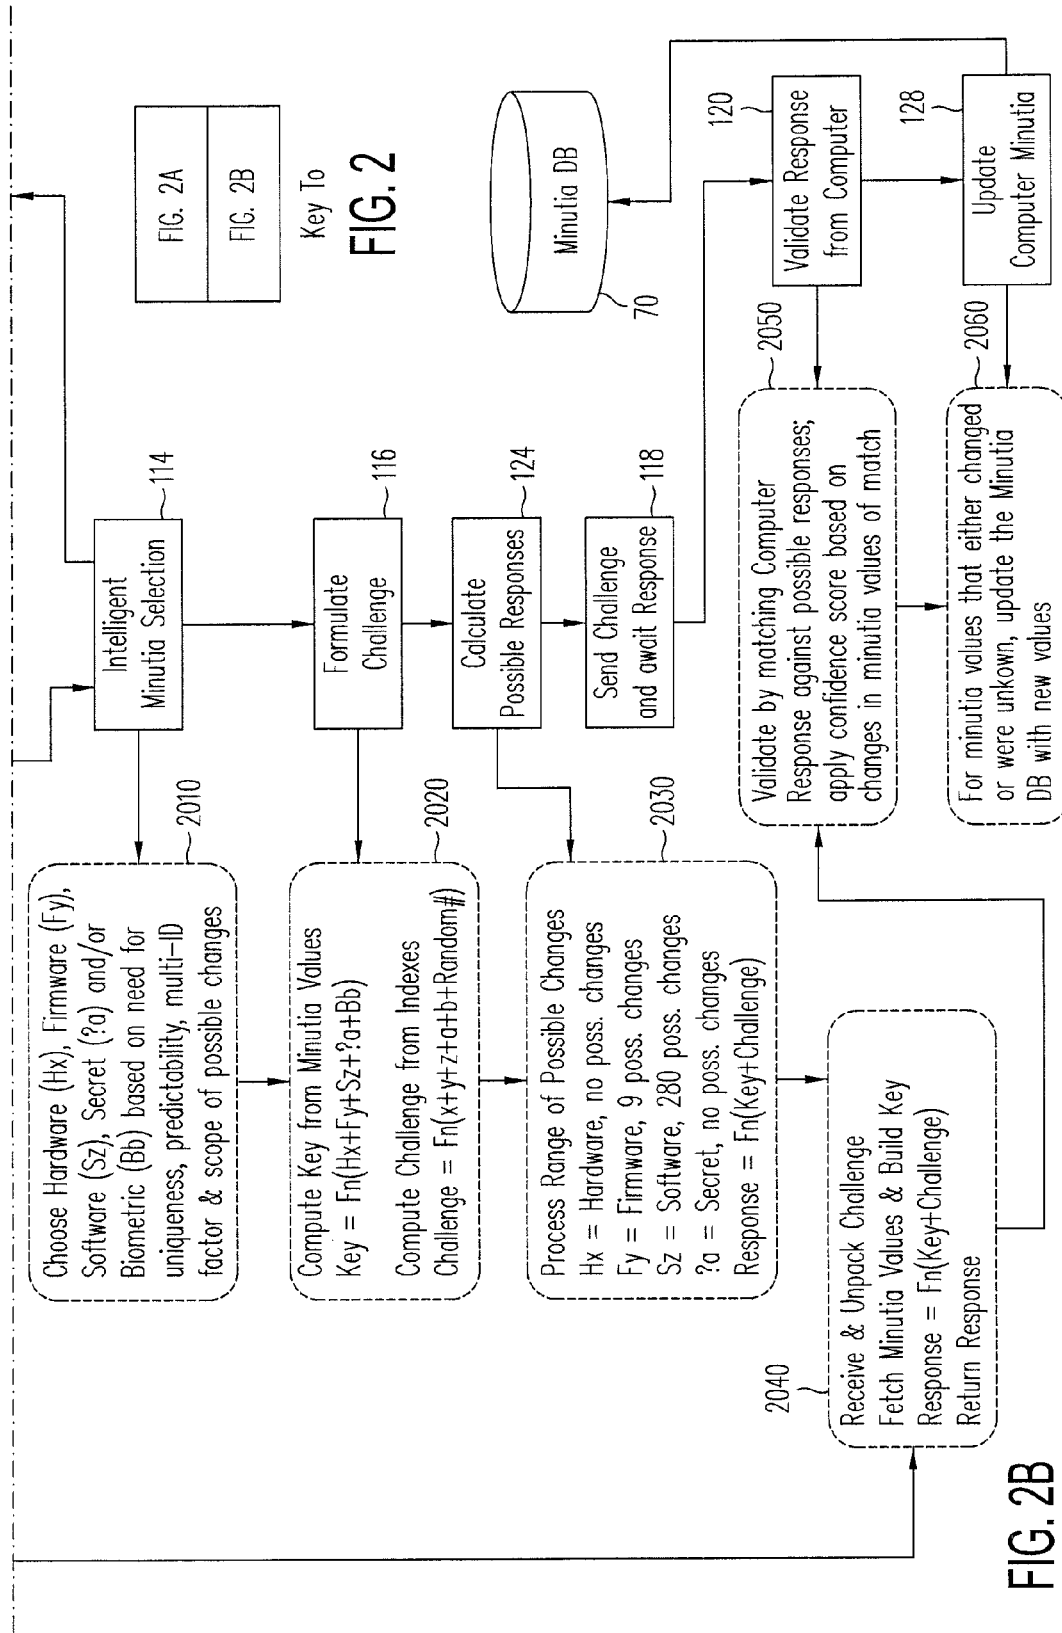 Intelligent
Minutia Selection
114
FIG. 2A
FIG. 2B
Key To
FIG. 2
Choose Hardware (Hx), Firmware (Fy),
Software (Sz), Secret (?a) and/or
Biometric (Bb) based on need for
uniqueness, predictability, multi-ID
factor & scope of possible changes
2010
Formulate
Challenge
116
Compute Key from Minutia Values
Key = Fn(Hx+Fy+Sz+?a+Bb)
Compute Challenge from Indexes
Challenge = Fn(x+y+z+a+b+Random#)
2020
Calculate
Possible Responses
124
Process Range of Possible Changes
Hx = Hardware, no poss. changes
Fy = Firmware, 9 poss. changes
Sz = Software, 280 poss. changes
?a = Secret, no poss. changes
Response = Fn(Key+Challenge)
2030
Send Challenge
and await Response
118
Minutia DB
70
Receive & Unpack Challenge
Fetch Minutia Values & Build Key
Response = Fn(Key+Challenge)
Return Response
2040
Validate Response
from Computer
120
Validate by matching Computer
Response against possible responses;
apply confidence score based on
changes in minutia values of match
2050
Update
Computer Minutia
128
For minutia values that either changed
or were unkown, update the Minutia
DB with new values
2060
FIG. 2B